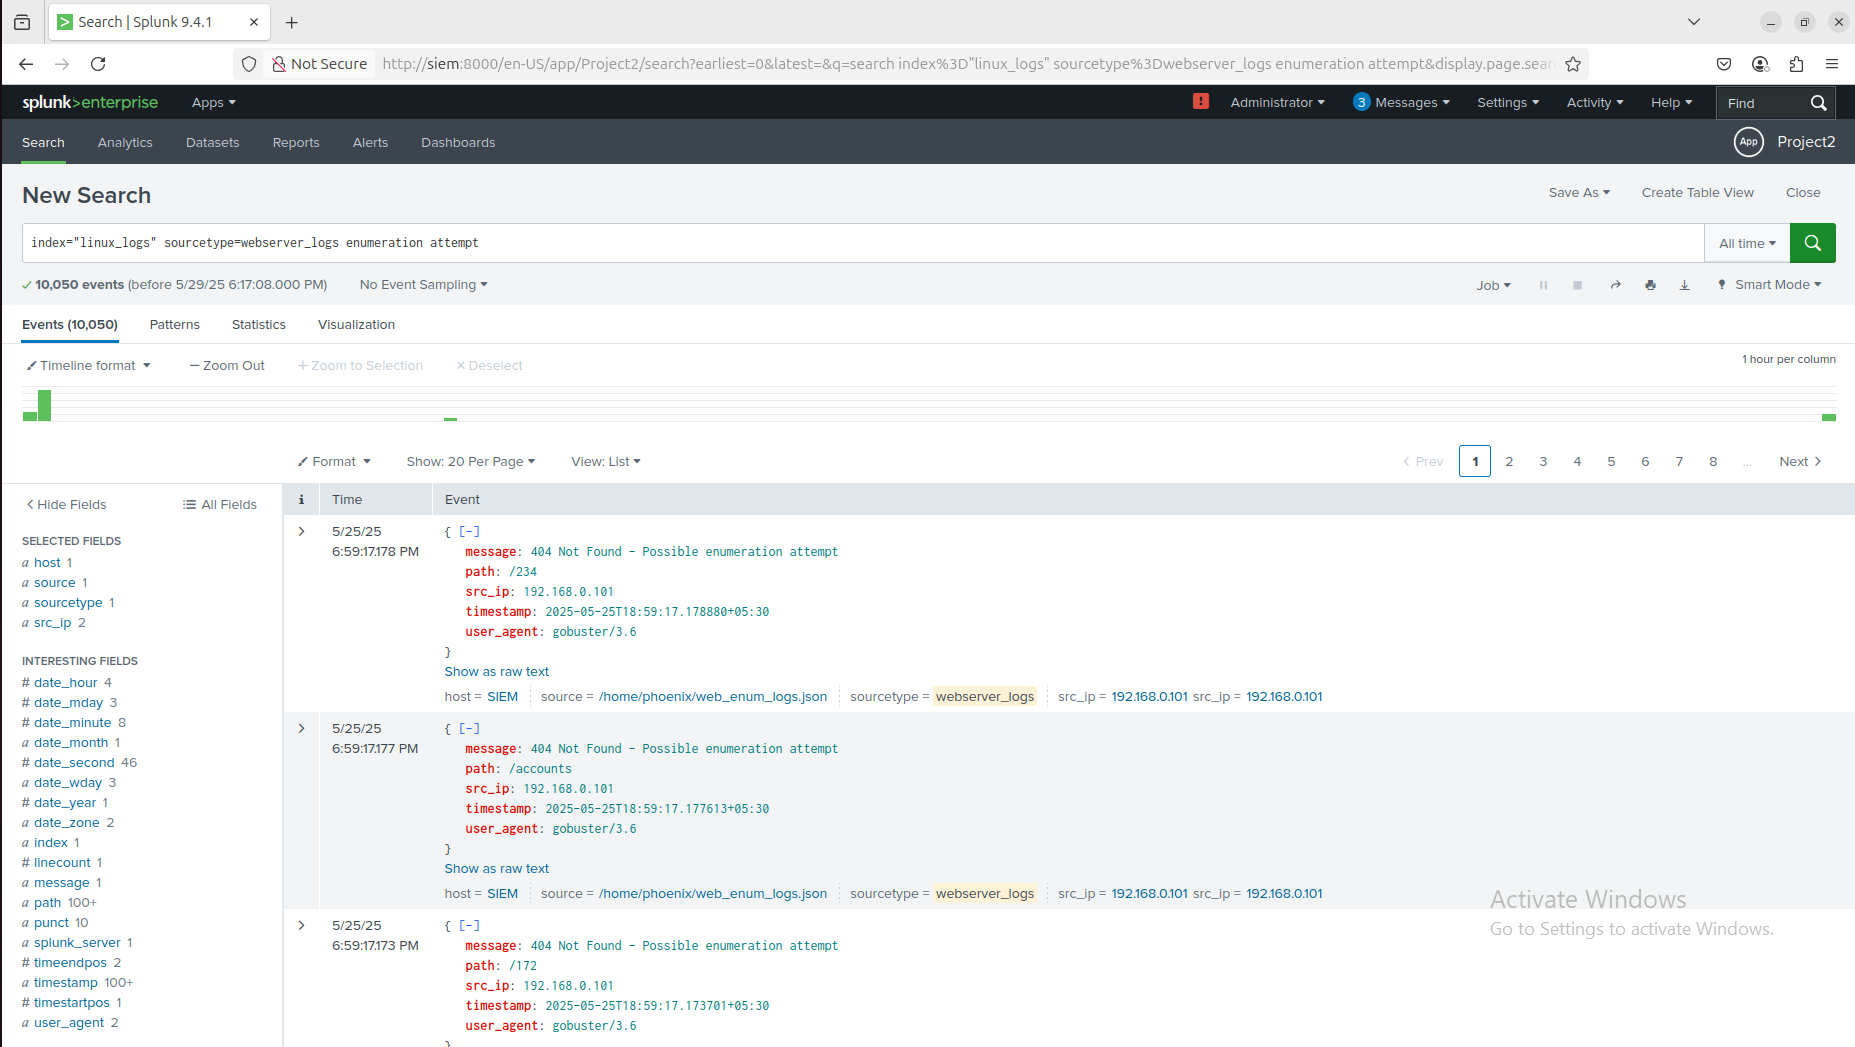 Search | Splunk 9.4.1
Not Secure http://siem:8000/en-US/app/Project2/search?earliest=0&latest=&q=search index%3D"linux_logs" sourcetype%3Dwebserver_logs enumeration attempt&display.page.sear
splunk>enterprise Apps Administrator 3 Messages Settings Activity Help Find
Search Analytics Datasets Reports Alerts Dashboards App Project2
New Search Save As Create Table View Close
index="linux_logs" sourcetype=webserver_logs enumeration attempt All time
10,050 events (before 5/29/25 6:17:08.000 PM) No Event Sampling Job Smart Mode
Events (10,050) Patterns Statistics Visualization
Timeline format — Zoom Out + Zoom to Selection × Deselect 1 hour per column
Format Show: 20 Per Page View: List < Prev 1 2 3 4 5 6 7 8 ... Next >
< Hide Fields All Fields
SELECTED FIELDS
a host 1
a source 1
a sourcetype 1
a src_ip 2
INTERESTING FIELDS
# date_hour 4
# date_mday 3
# date_minute 8
a date_month 1
# date_second 46
a date_wday 3
# date_year 1
a date_zone 2
a index 1
# linecount 1
a message 1
a path 100+
a punct 10
a splunk_server 1
# timeendpos 2
a timestamp 100+
# timestartpos 1
a user_agent 2
i Time Event
> 5/25/25 { [-]
6:59:17.178 PM message: 404 Not Found - Possible enumeration attempt
path: /234
src_ip: 192.168.0.101
timestamp: 2025-05-25T18:59:17.178880+05:30
user_agent: gobuster/3.6
}
Show as raw text
host = SIEM source = /home/phoenix/web_enum_logs.json sourcetype = webserver_logs src_ip = 192.168.0.101 src_ip = 192.168.0.101
> 5/25/25 { [-]
6:59:17.177 PM message: 404 Not Found - Possible enumeration attempt
path: /accounts
src_ip: 192.168.0.101
timestamp: 2025-05-25T18:59:17.177613+05:30
user_agent: gobuster/3.6
}
Show as raw text
host = SIEM source = /home/phoenix/web_enum_logs.json sourcetype = webserver_logs src_ip = 192.168.0.101 src_ip = 192.168.0.101
> 5/25/25 { [-]
6:59:17.173 PM message: 404 Not Found - Possible enumeration attempt
path: /172
src_ip: 192.168.0.101
timestamp: 2025-05-25T18:59:17.173701+05:30
user_agent: gobuster/3.6
}
Activate Windows
Go to Settings to activate Windows.